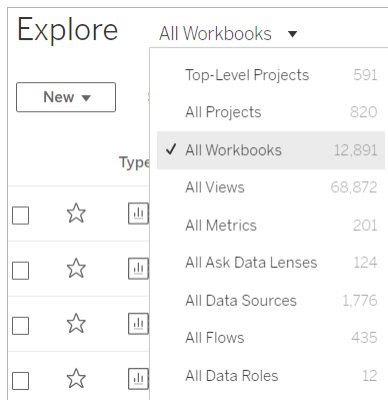 Explore All Workbooks
Top-Level Projects 591
New
All Projects 820
All Workbooks 12,891
Type
All Views 68,872
All Metrics 201
All Ask Data Lenses 124
All Data Sources 1,776
All Flows 435
All Data Roles 12